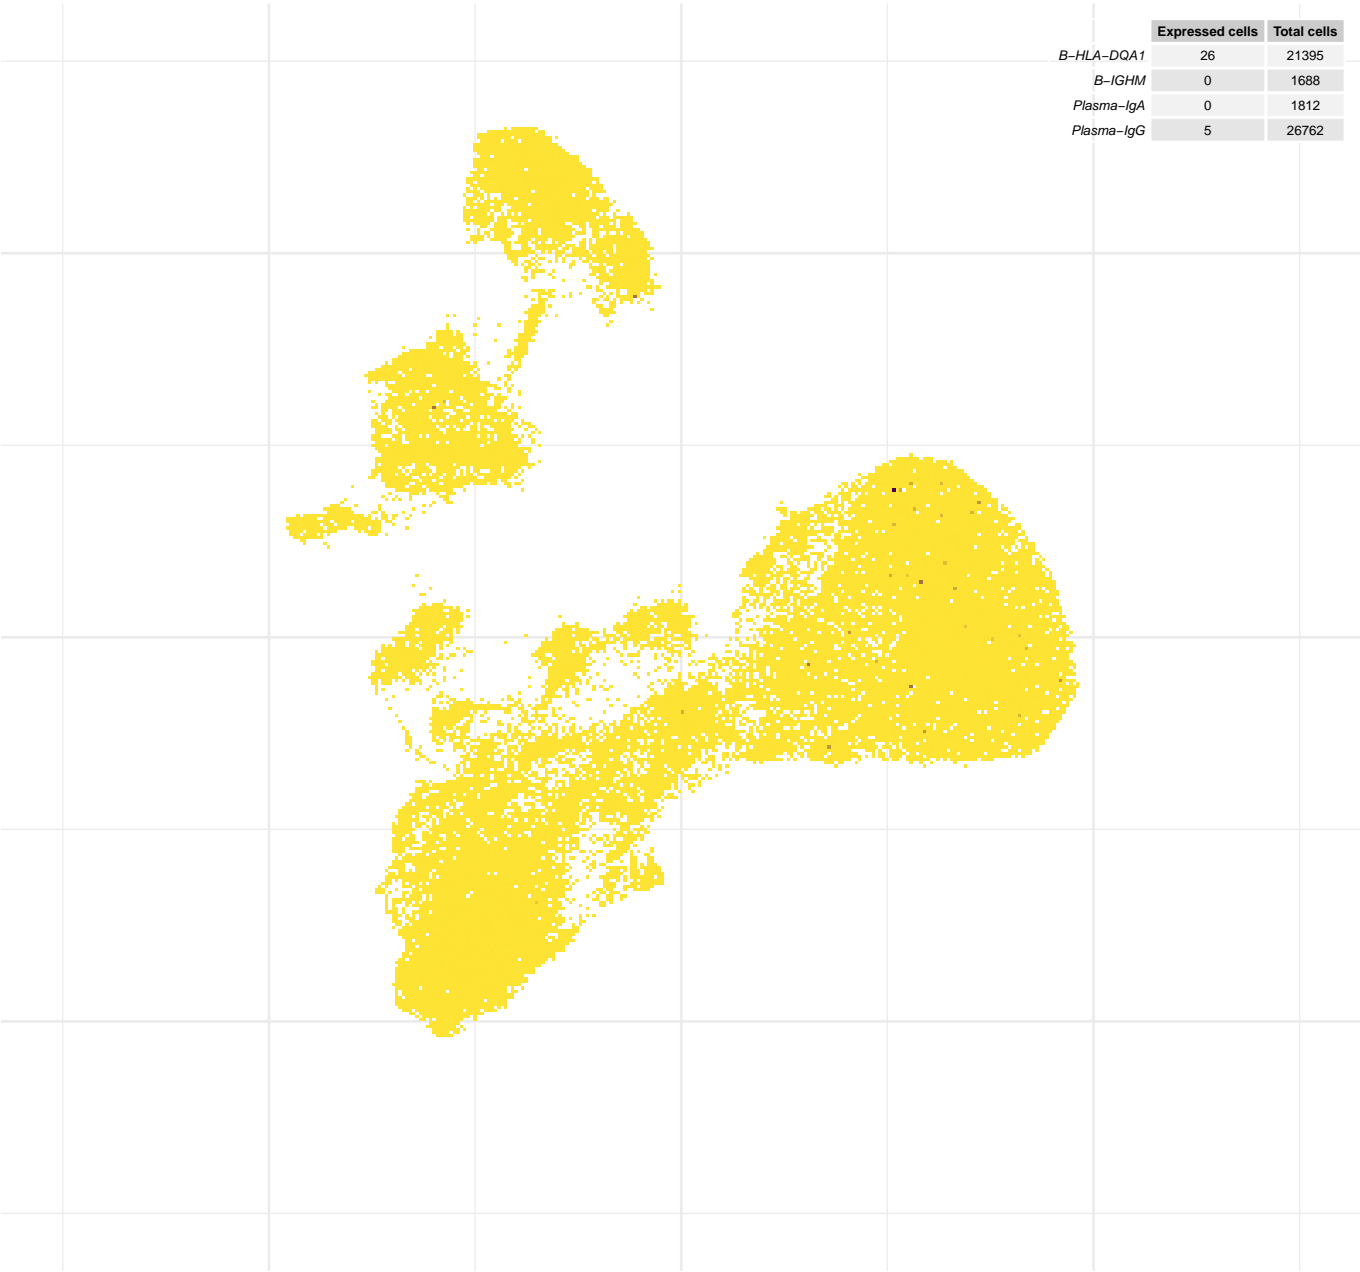 Expressed cells Total cells
B−HLA−DQA1 26 21395
B−IGHM 0 1688
Plasma−IgA 0 1812
Plasma−IgG 5 26762